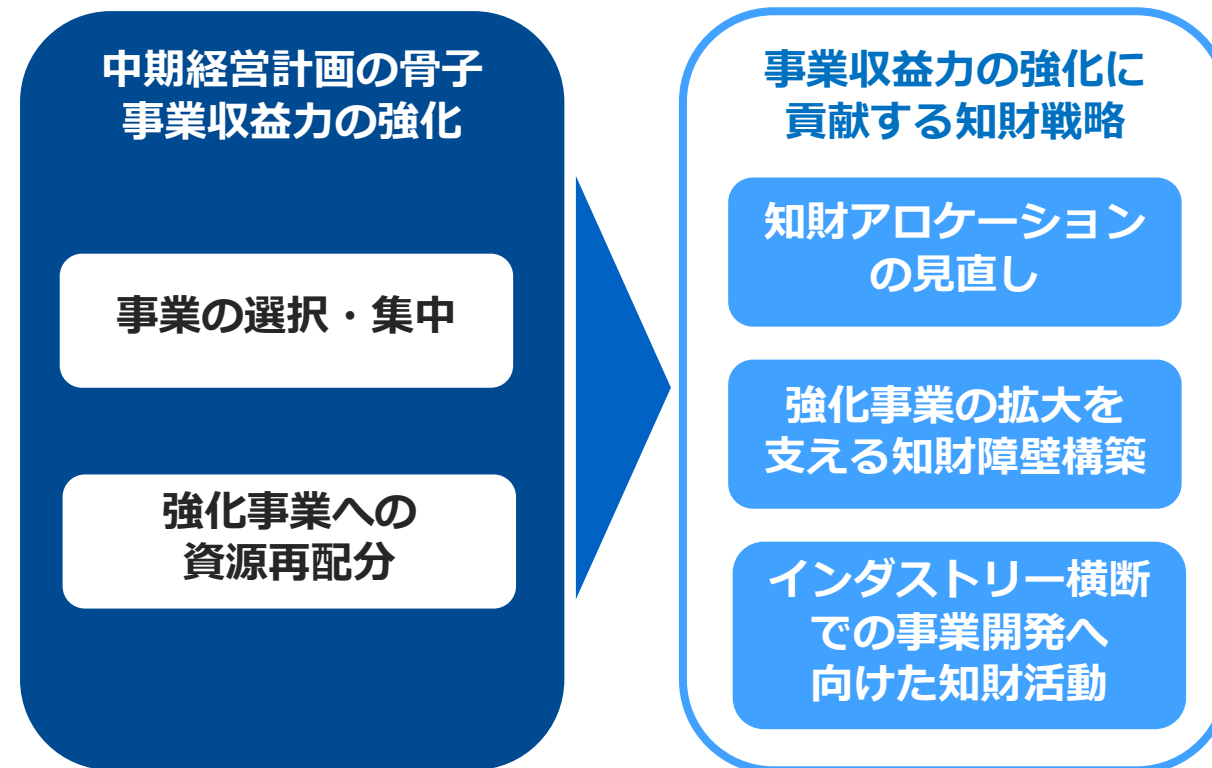 中期経営計画の骨子
事業収益力の強化
事業の選択・集中
強化事業への
資源再配分
事業収益力の強化に
貢献する知財戦略
知財アロケーション
の見直し
強化事業の拡大を
支える知財障壁構築
インダストリー横断
での事業開発へ
向けた知財活動